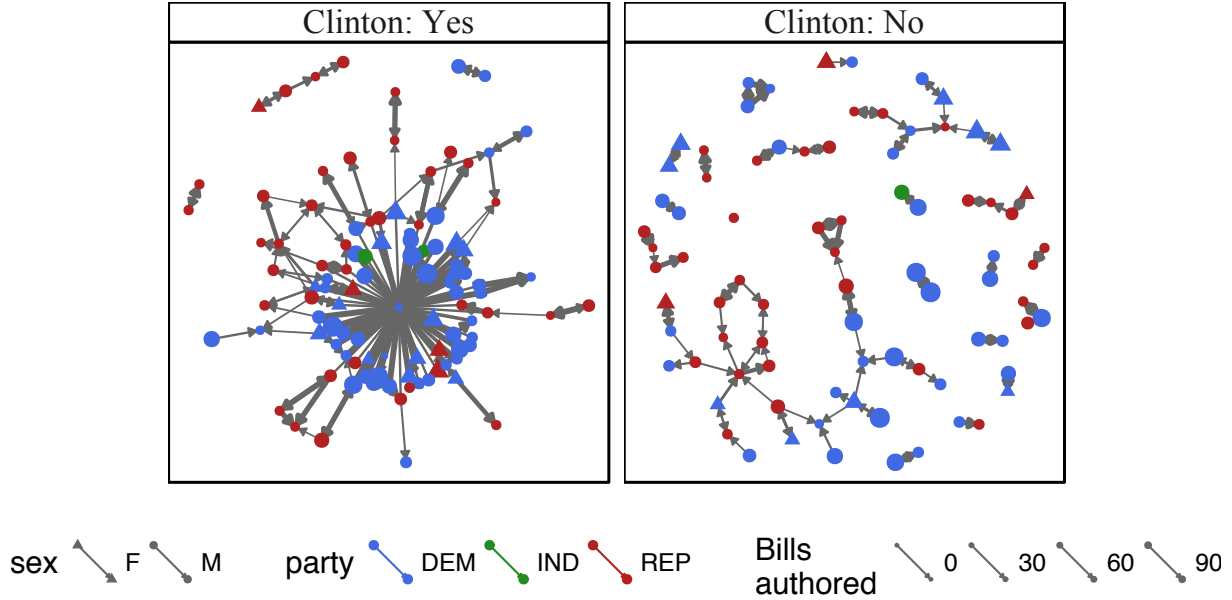 Clinton: Yes
Clinton: No
sex F M party DEM IND REP Bills authored 0 30 60 90